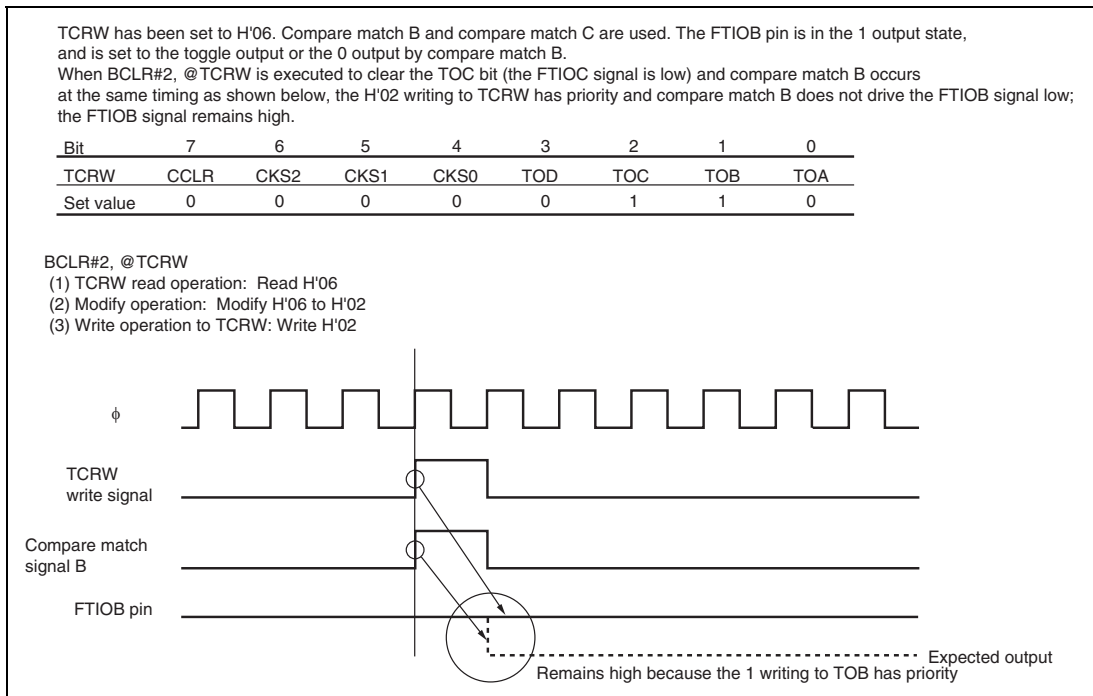 TCRW has been set to H'06. Compare match B and compare match C are used. The FTIOB pin is in the 1 output state,
and is set to the toggle output or the 0 output by compare match B.
When BCLR#2, @TCRW is executed to clear the TOC bit (the FTIOC signal is low) and compare match B occurs
at the same timing as shown below, the H'02 writing to TCRW has priority and compare match B does not drive the FTIOB signal low;
the FTIOB signal remains high.
Bit 7 6 5 4 3 2 1 0
TCRW CCLR CKS2 CKS1 CKS0 TOD TOC TOB TOA
Set value 0 0 0 0 0 1 1 0
BCLR#2, @TCRW
(1) TCRW read operation: Read H'06
(2) Modify operation: Modify H'06 to H'02
(3) Write operation to TCRW: Write H'02
ϕ
TCRW
write signal
Compare match
signal B
FTIOB pin
Expected output
Remains high because the 1 writing to TOB has priority